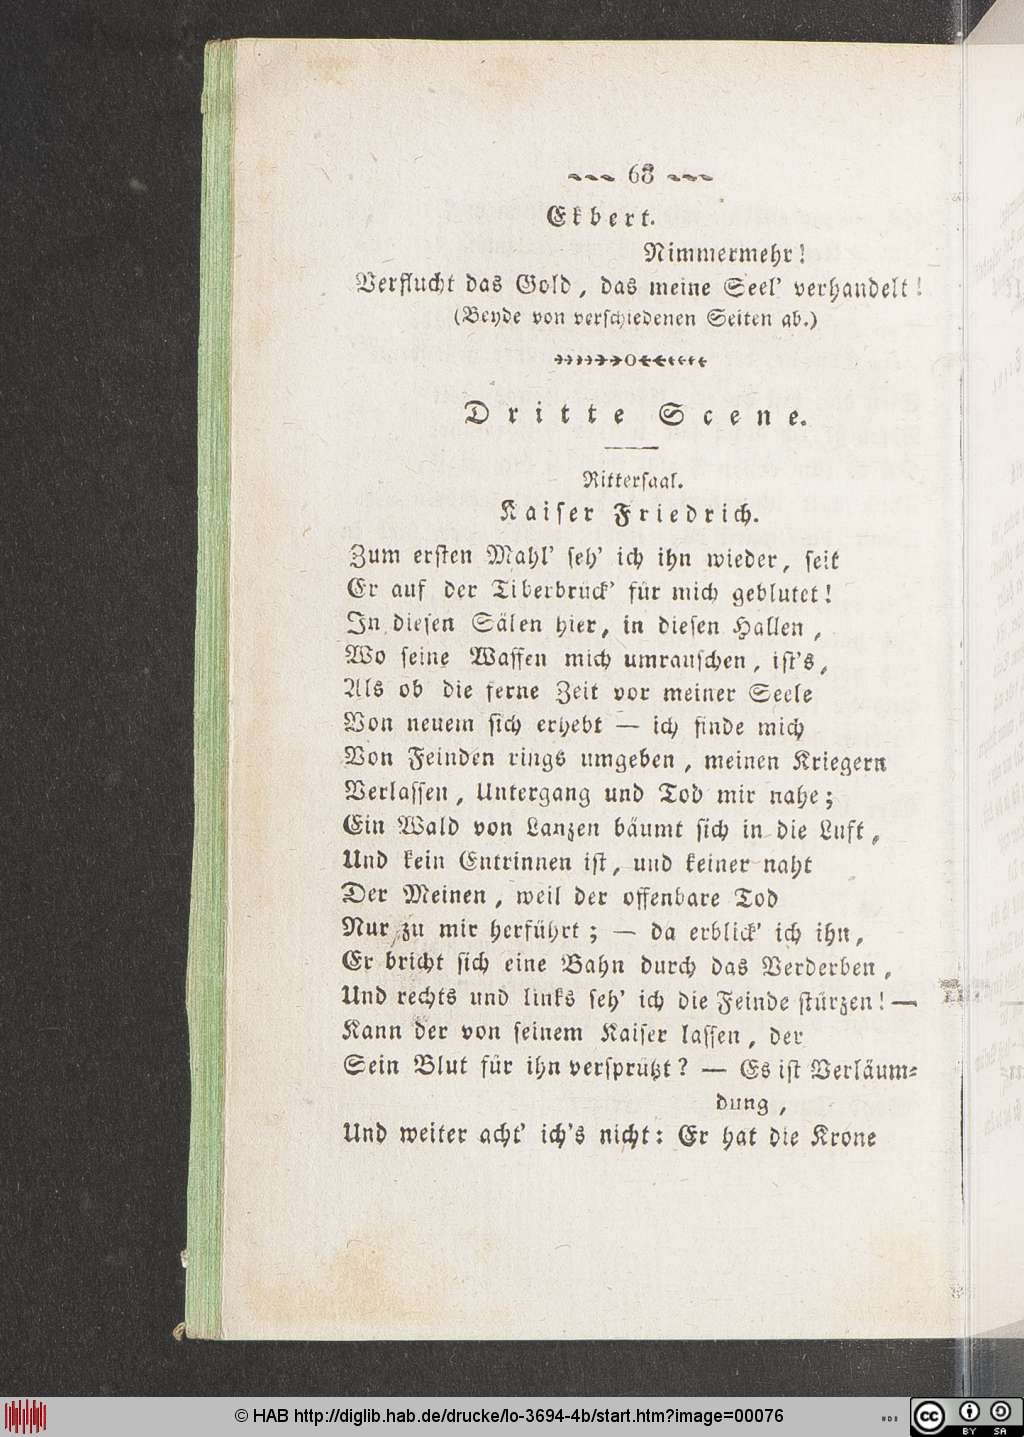 68
Ekbert.
Nimmermehr!
Verflucht das Gold, das meine Seel' verhandelt!
(Beyde von verschiedenen Seiten ab.)
Dritte Scene.
Rittersaal.
Kaiser Friedrich.
Zum ersten Mahl' seh' ich ihn wieder, seit
Er auf der Tiberbrück' für mich geblutet!
In diesen Sälen hier, in diesen Hallen,
Wo seine Waffen mich umrauschen, ist's,
Als ob die ferne Zeit vor meiner Seele
Von neuem sich erhebt — ich finde mich
Von Feinden rings umgeben, meinen Kriegern
Verlassen, Untergang und Tod mir nahe;
Ein Wald von Lanzen bäumt sich in die Luft,
Und kein Entrinnen ist, und keiner naht
Der Meinen, weil der offenbare Tod
Nur zu mir herführt; — da erblick' ich ihn,
Er bricht sich eine Bahn durch das Verderben,
Und rechts und links seh' ich die Feinde stürzen! —
Kann der von seinem Kaiser lassen, der
Sein Blut für ihn versprützt? — Es ist Verläum-
dung,
Und weiter acht' ich's nicht: Er hat die Krone
© HAB http://diglib.hab.de/drucke/lo-3694-4b/start.htm?image=00076
CC BY SA